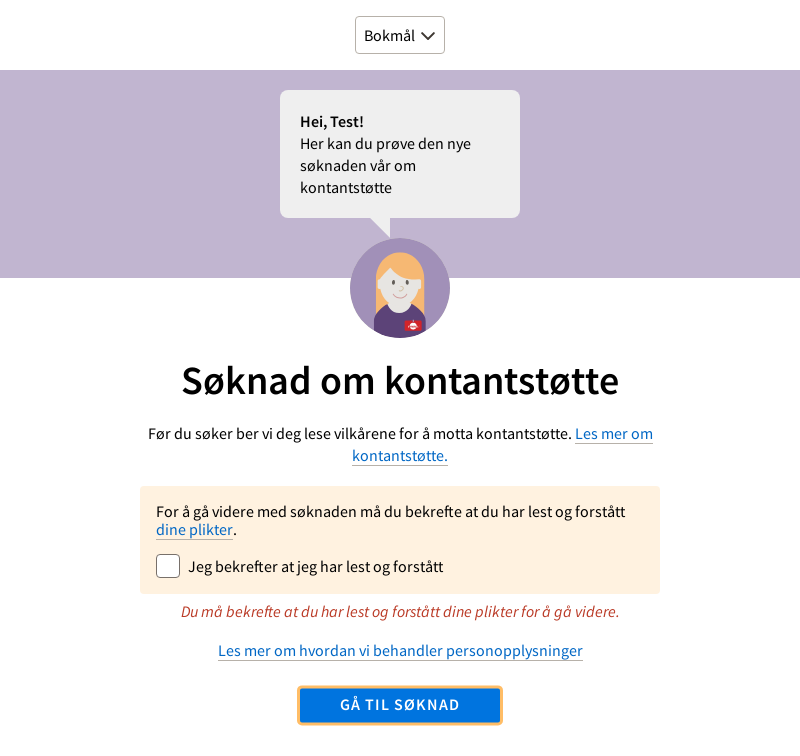 Bokmål
Hei, Test!
Her kan du prøve den nye
søknaden vår om
kontantstøtte
Søknad om kontantstøtte
Før du søker ber vi deg lese vilkårene for å motta kontantstøtte. Les mer om
kontantstøtte.
For å gå videre med søknaden må du bekrefte at du har lest og forstått
dine plikter.
Jeg bekrefter at jeg har lest og forstått
Du må bekrefte at du har lest og forstått dine plikter for å gå videre.
Les mer om hvordan vi behandler personopplysninger
GÅ TIL SØKNAD